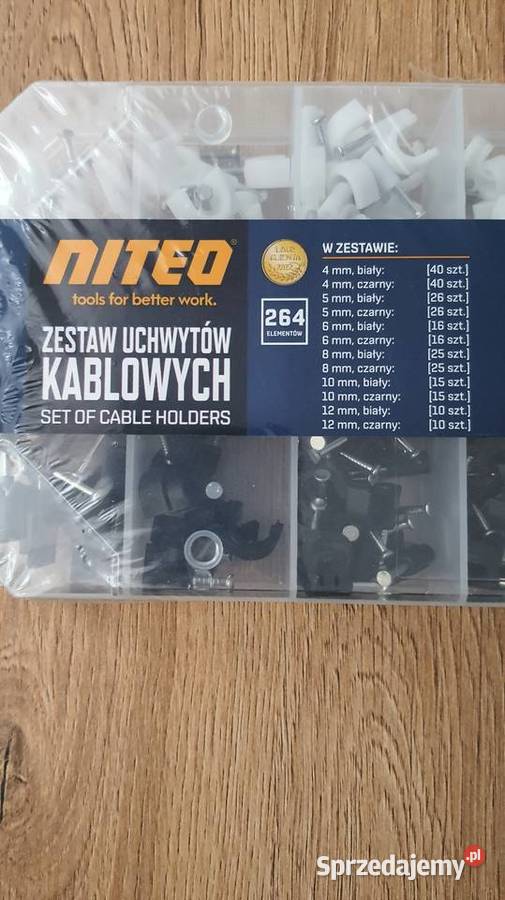 NITEO®
tools for better work.
ZESTAW UCHWYTÓW
KABLOWYCH
SET OF CABLE HOLDERS
LAUR
KLIENTA
264
ELEMENTÓW
W ZESTAWIE:
4 mm, biały: [40 szt.]
4 mm, czarny: [40 szt.]
5 mm, biały: [26 szt.]
5 mm, czarny: [26 szt.]
6 mm, biały: [16 szt.]
6 mm, czarny: [16 szt.]
8 mm, biały: [25 szt.]
8 mm, czarny: [25 szt.]
10 mm, biały: [15 szt.]
10 mm, czarny: [15 szt.]
12 mm, biały: [10 szt.]
12 mm, czarny: [10 szt.]
Sprzedajemy.pl